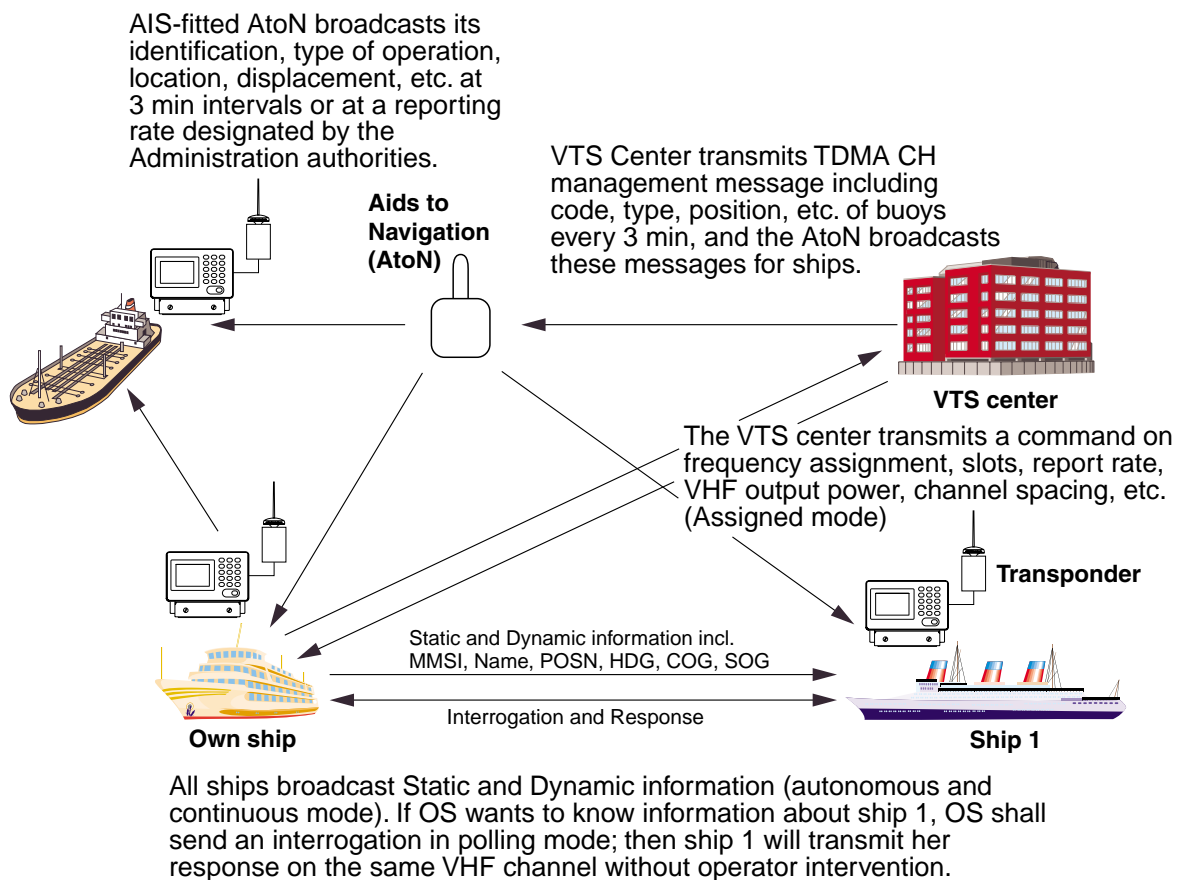 AIS-fitted AtoN broadcasts its
identification, type of operation,
location, displacement, etc. at
3 min intervals or at a reporting
rate designated by the
Administration authorities.
Aids to
Navigation
(AtoN)
VTS Center transmits TDMA CH
management message including
code, type, position, etc. of buoys
every 3 min, and the AtoN broadcasts
these messages for ships.
VTS center
The VTS center transmits a command on
frequency assignment, slots, report rate,
VHF output power, channel spacing, etc.
(Assigned mode)
Transponder
Static and Dynamic information incl.
MMSI, Name, POSN, HDG, COG, SOG
Interrogation and Response
Own ship
Ship 1
All ships broadcast Static and Dynamic information (autonomous and
continuous mode). If OS wants to know information about ship 1, OS shall
send an interrogation in polling mode; then ship 1 will transmit her
response on the same VHF channel without operator intervention.